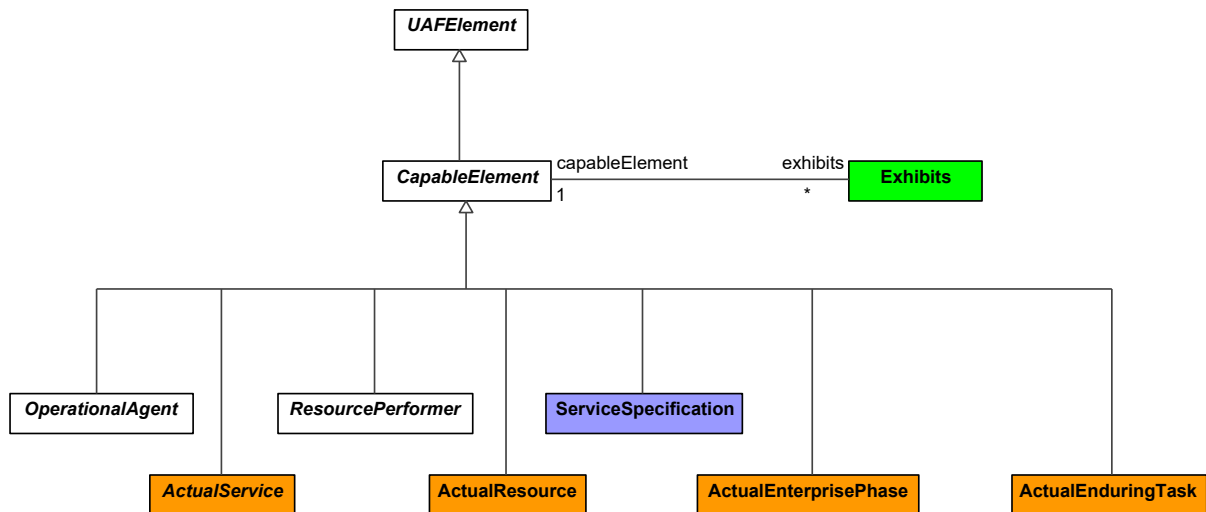 UAFElement
capableElement
exhibits
CapableElement
Exhibits
1
*
OperationalAgent
ResourcePerformer
ServiceSpecification
ActualService
ActualResource
ActualEnterprisePhase
ActualEnduringTask